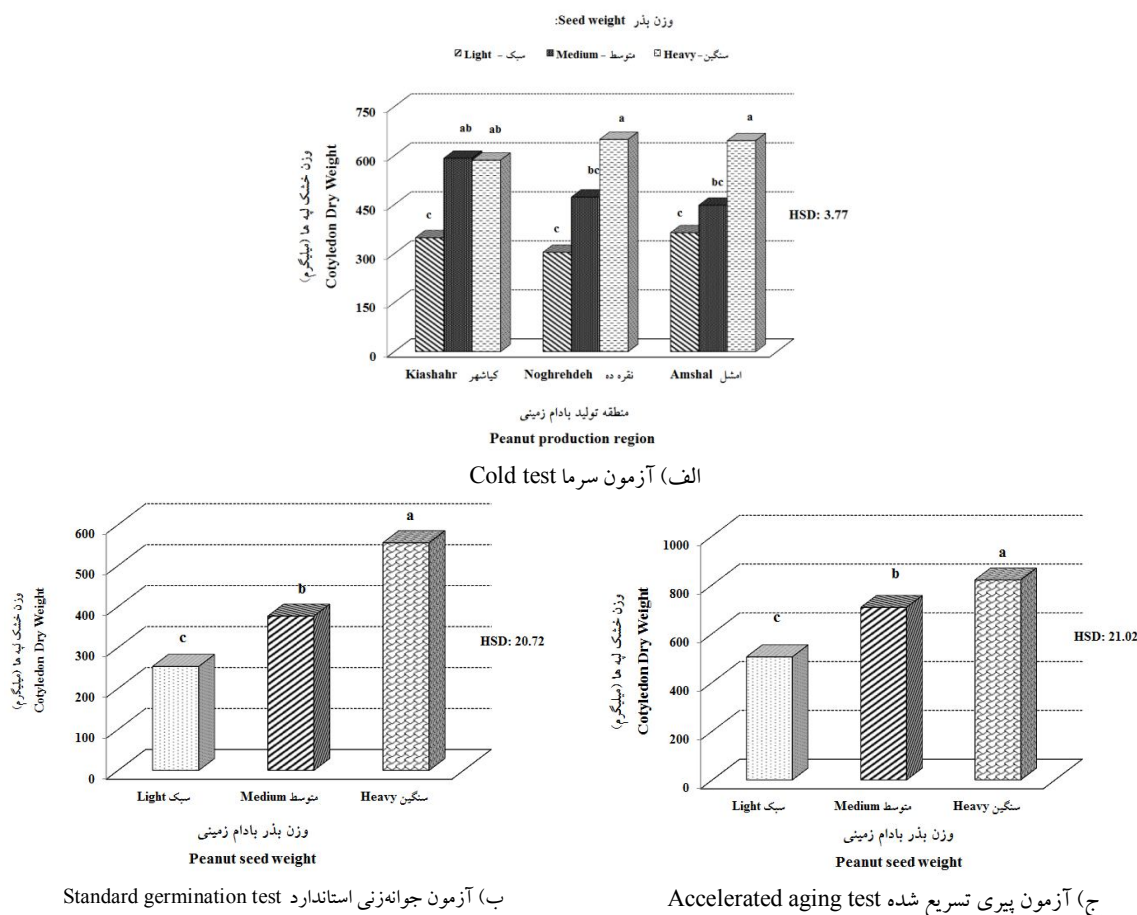 وزن بذر Seed weight:
سبک - Light متوسط - Medium سنگین-Heavy
وزن خشک لپه ها (میلیگرم)
Cotyledon Dry Weight
750
600
450
300
150
0
c ab ab c bc a c bc a
HSD: 3.77
Kiashahr کیاشهر Noghrehdeh نقره ده Amshal امشل
منطقه تولید بادام زمینی
Peanut production region
الف) آزمون سرما Cold test
وزن خشک لپه ها (میلیگرم)
Cotyledon Dry Weight
600
500
400
300
200
100
0
c b a
HSD: 20.72
Light سبک Medium متوسط Heavy سنگین
وزن بذر بادام زمینی
Peanut seed weight
ب) آزمون جوانه‌زنی استاندارد Standard germination test
وزن خشک لپه ها (میلیگرم)
Cotyledon Dry Weight
1000
800
600
400
200
0
c b a
HSD: 21.02
Light سبک Medium متوسط Heavy سنگین
وزن بذر بادام زمینی
Peanut seed weight
ج) آزمون پیری تسریع شده Accelerated aging test